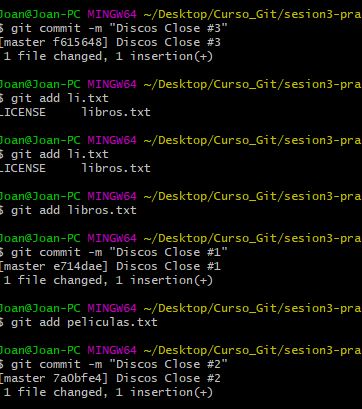 Joan@Joan-PC MINGW64 ~/Desktop/Curso_Git/sesion3-pra
$ git commit -m "Discos Close #3"
[master f615648] Discos Close #3
1 file changed, 1 insertion(+)
Joan@Joan-PC MINGW64 ~/Desktop/Curso_Git/sesion3-pra
$ git add li.txt
LICENSE libros.txt
Joan@Joan-PC MINGW64 ~/Desktop/Curso_Git/sesion3-pra
$ git add li.txt
LICENSE libros.txt
Joan@Joan-PC MINGW64 ~/Desktop/Curso_Git/sesion3-pra
$ git add libros.txt
Joan@Joan-PC MINGW64 ~/Desktop/Curso_Git/sesion3-pra
$ git commit -m "Discos Close #1"
[master e714dae] Discos Close #1
1 file changed, 1 insertion(+)
Joan@Joan-PC MINGW64 ~/Desktop/Curso_Git/sesion3-pra
$ git add peliculas.txt
Joan@Joan-PC MINGW64 ~/Desktop/Curso_Git/sesion3-pra
$ git commit -m "Discos Close #2"
[master 7a0bfe4] Discos Close #2
1 file changed, 1 insertion(+)